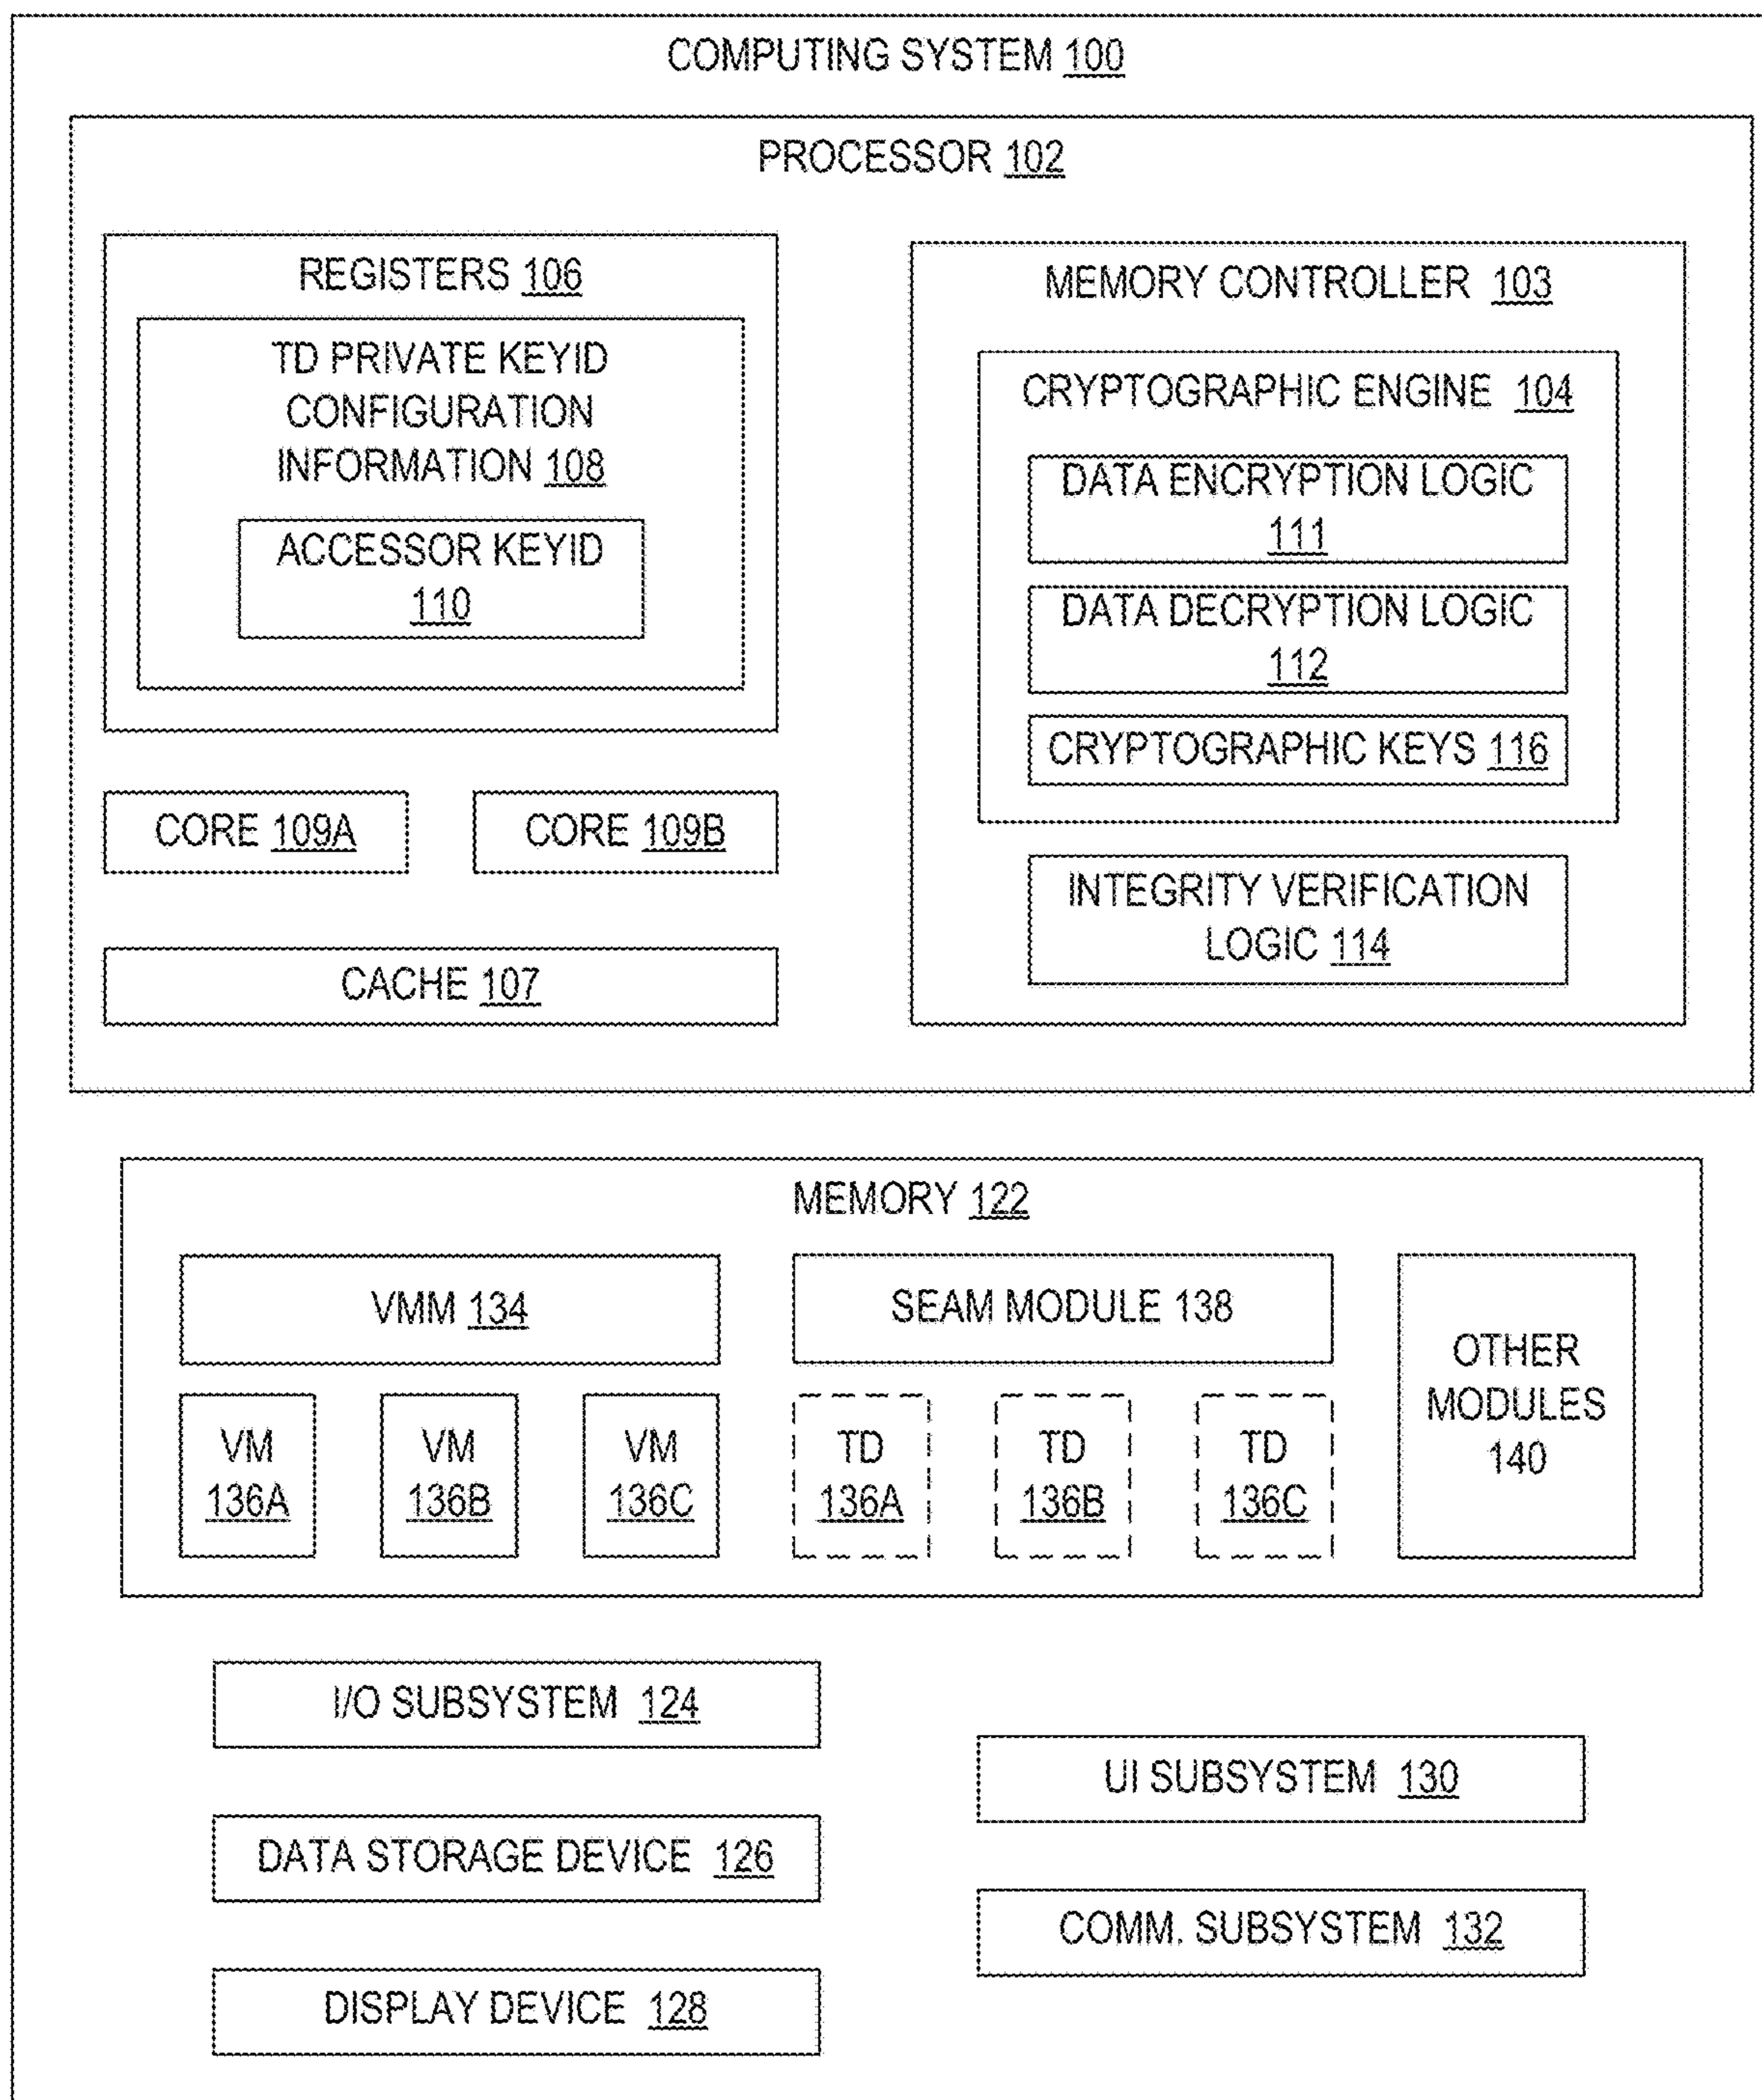 COMPUTING SYSTEM 100
PROCESSOR 102
REGISTERS 106
TD PRIVATE KEYID
CONFIGURATION
INFORMATION 108
ACCESSOR KEYID
110
CORE 109A
CORE 109B
CACHE 107
MEMORY CONTROLLER 103
CRYPTOGRAPHIC ENGINE 104
DATA ENCRYPTION LOGIC
111
DATA DECRYPTION LOGIC
112
CRYPTOGRAPHIC KEYS 116
INTEGRITY VERIFICATION
LOGIC 114
MEMORY 122
VMM 134
SEAM MODULE 138
VM
136A
VM
136B
VM
136C
TD
136A
TD
136B
TD
136C
OTHER
MODULES
140
I/O SUBSYSTEM 124
DATA STORAGE DEVICE 126
DISPLAY DEVICE 128
UI SUBSYSTEM 130
COMM. SUBSYSTEM 132